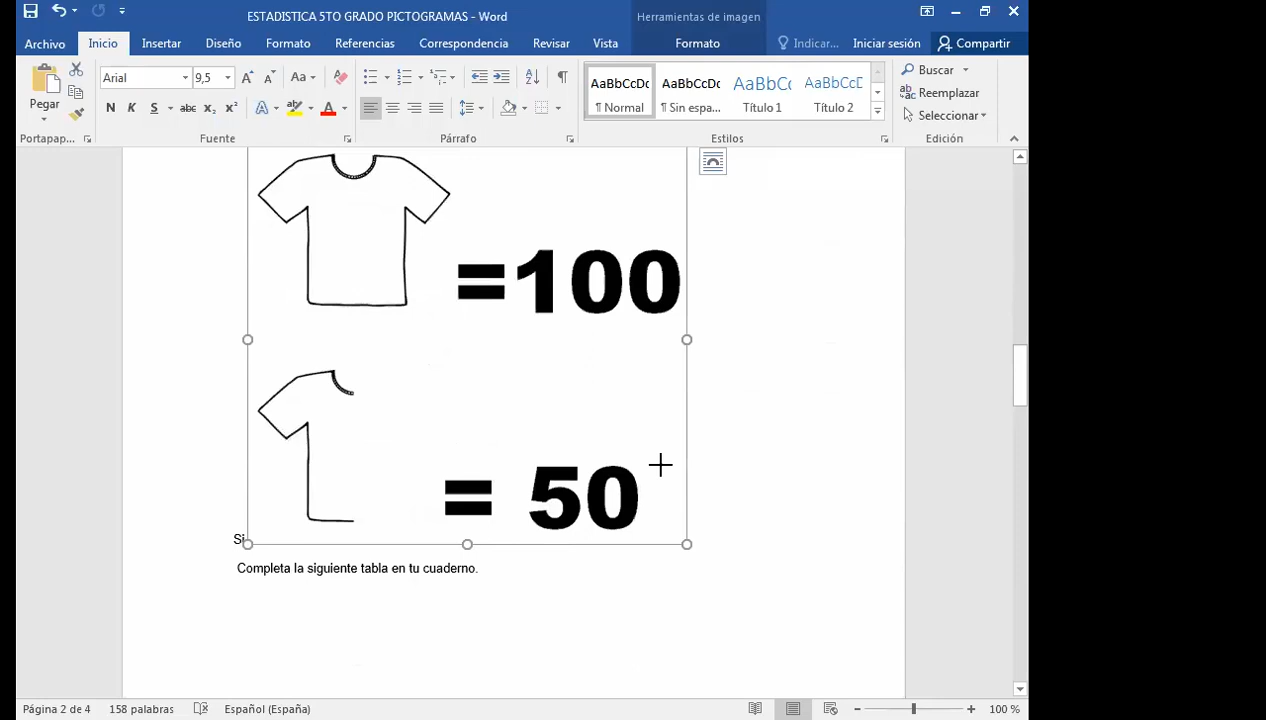 ESTADISTICA 5TO GRADO PICTOGRAMAS - Word
Herramientas de imagen
Archivo Inicio Insertar Diseño Formato Referencias Correspondencia Revisar Vista Formato Indicar... Iniciar sesión Compartir
Pegar
Arial 9,5
Aa
N K S abc x₂ x² A A
AaBbCcDc AaBbCcDc AaBbCc AaBbCcD
¶ Normal ¶ Sin espa... Título 1 Título 2
Buscar
Reemplazar
Seleccionar
Portapap... Fuente Párrafo Estilos Edición
=100
= 50
Si
Completa la siguiente tabla en tu cuaderno.
Página 2 de 4 158 palabras Español (España) 100 %